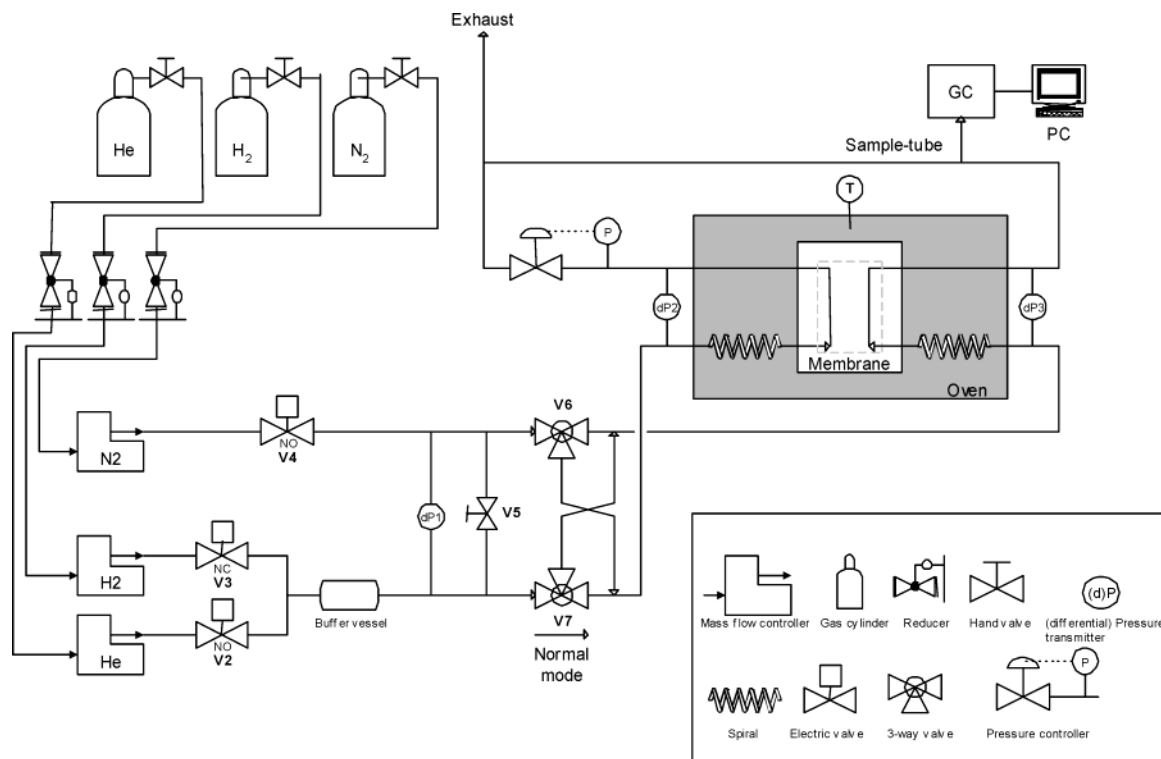 Exhaust
He
H2
N2
GC
PC
Sample-tube
T
P
dP2
dP3
Membrane
Oven
N2
NO
V4
V6
dP1
V5
H2
NC
V3
Buffer vessel
V7
He
NO
V2
Normal
mode
(d)P
Mass flow controller
Gas cylinder
Reducer
Hand valve
(differential) Pressure
transmitter
P
Spiral
Electric valve
3-way valve
Pressure controller